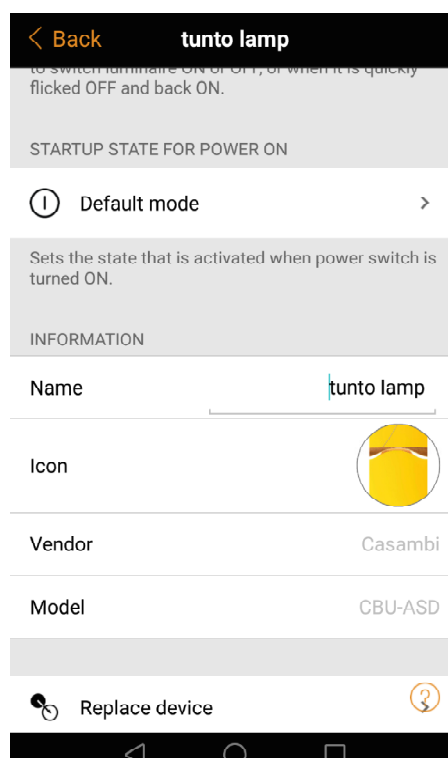 Back
tunto lamp
to switch luminaire ON or OFF, or when it is quickly
flicked OFF and back ON.
STARTUP STATE FOR POWER ON
Default mode
Sets the state that is activated when power switch is
turned ON.
INFORMATION
Name tunto lamp
Icon
Vendor Casambi
Model CBU-ASD
Replace device ?